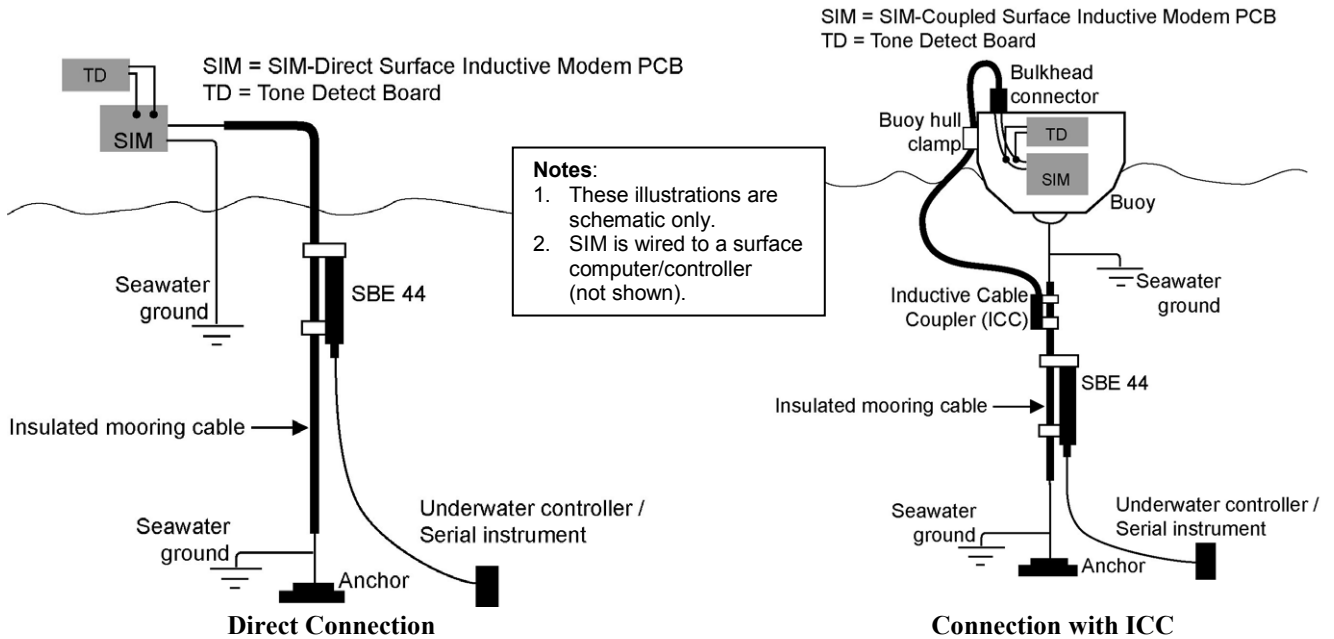 SIM = SIM-Direct Surface Inductive Modem PCB
TD = Tone Detect Board
TD
SIM
Seawater
ground
SBE 44
Insulated mooring cable
Seawater
ground
Anchor
Underwater controller /
Serial instrument
Direct Connection
Notes:
1. These illustrations are
schematic only.
2. SIM is wired to a surface
computer/controller
(not shown).
SIM = SIM-Coupled Surface Inductive Modem PCB
TD = Tone Detect Board
Bulkhead
connector
Buoy hull
clamp
TD
SIM
Buoy
Seawater
ground
Inductive Cable
Coupler (ICC)
SBE 44
Insulated mooring cable
Seawater
ground
Anchor
Underwater controller /
Serial instrument
Connection with ICC